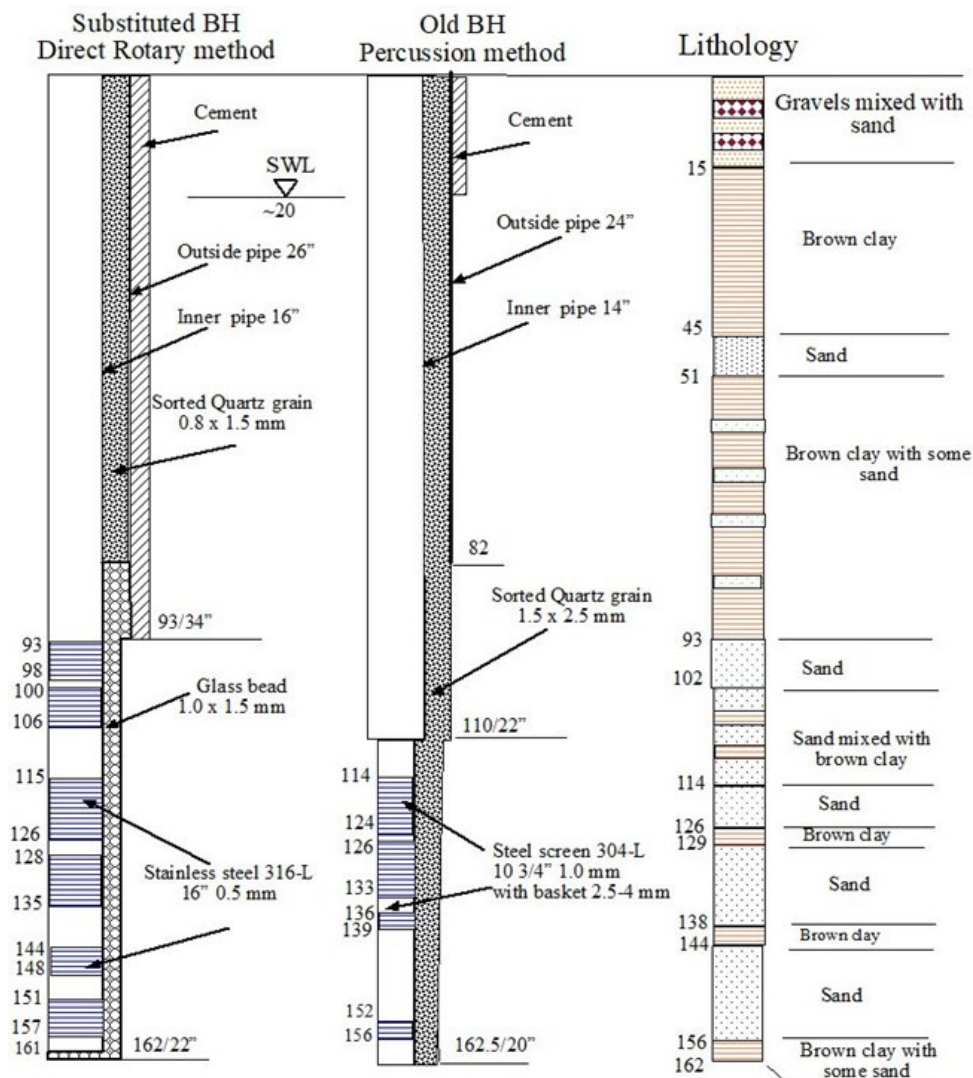 Substituted BH
Direct Rotary method
Cement
SWL
~20
Outside pipe 26”
Inner pipe 16”
Sorted Quartz grain
0.8 x 1.5 mm
93/34”
93
98
100
106
Glass bead
1.0 x 1.5 mm
115
126
128
135
Stainless steel 316-L
16” 0.5 mm
144
148
151
157
161
162/22”
Old BH
Percussion method
Cement
Outside pipe 24”
Inner pipe 14”
82
Sorted Quartz grain
1.5 x 2.5 mm
110/22”
114
124
126
133
136
139
Steel screen 304-L
10 3/4” 1.0 mm
with basket 2.5-4 mm
152
156
162.5/20”
Lithology
Gravels mixed with
sand
15
Brown clay
45
Sand
51
Brown clay with some
sand
93
Sand
102
Sand mixed with
brown clay
114
Sand
126
Brown clay
129
Sand
138
Brown clay
144
Sand
156
Brown clay with
some sand
162